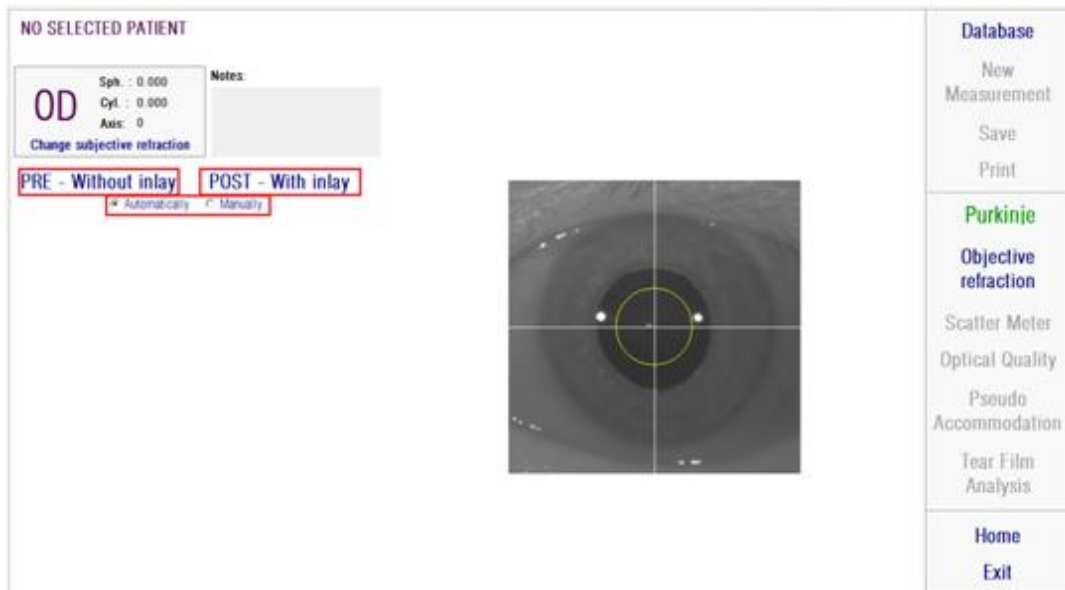 NO SELECTED PATIENT
OD
Sph. : 0.000
Cyl. : 0.000
Axis: 0
Change subjective refraction
Notes:
PRE - Without inlay
POST - With inlay
Automatically
Manually
Database
New
Measurement
Save
Print
Purkinje
Objective
refraction
Scatter Meter
Optical Quality
Pseudo
Accommodation
Tear Film
Analysis
Home
Exit